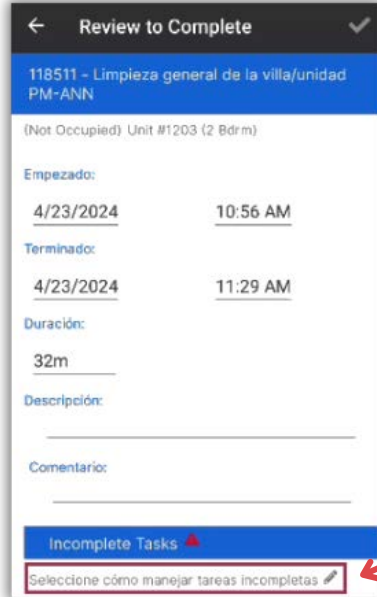 Review to Complete
118511 - Limpieza general de la villa/unidad
PM-ANN
(Not Occupied) Unit #1203 (2 Bdrm)
Empezado:
4/23/2024 10:56 AM
Terminado:
4/23/2024 11:29 AM
Duración:
32m
Descripción:
Comentario:
Incomplete Tasks
Seleccione cómo manejar tareas incompletas